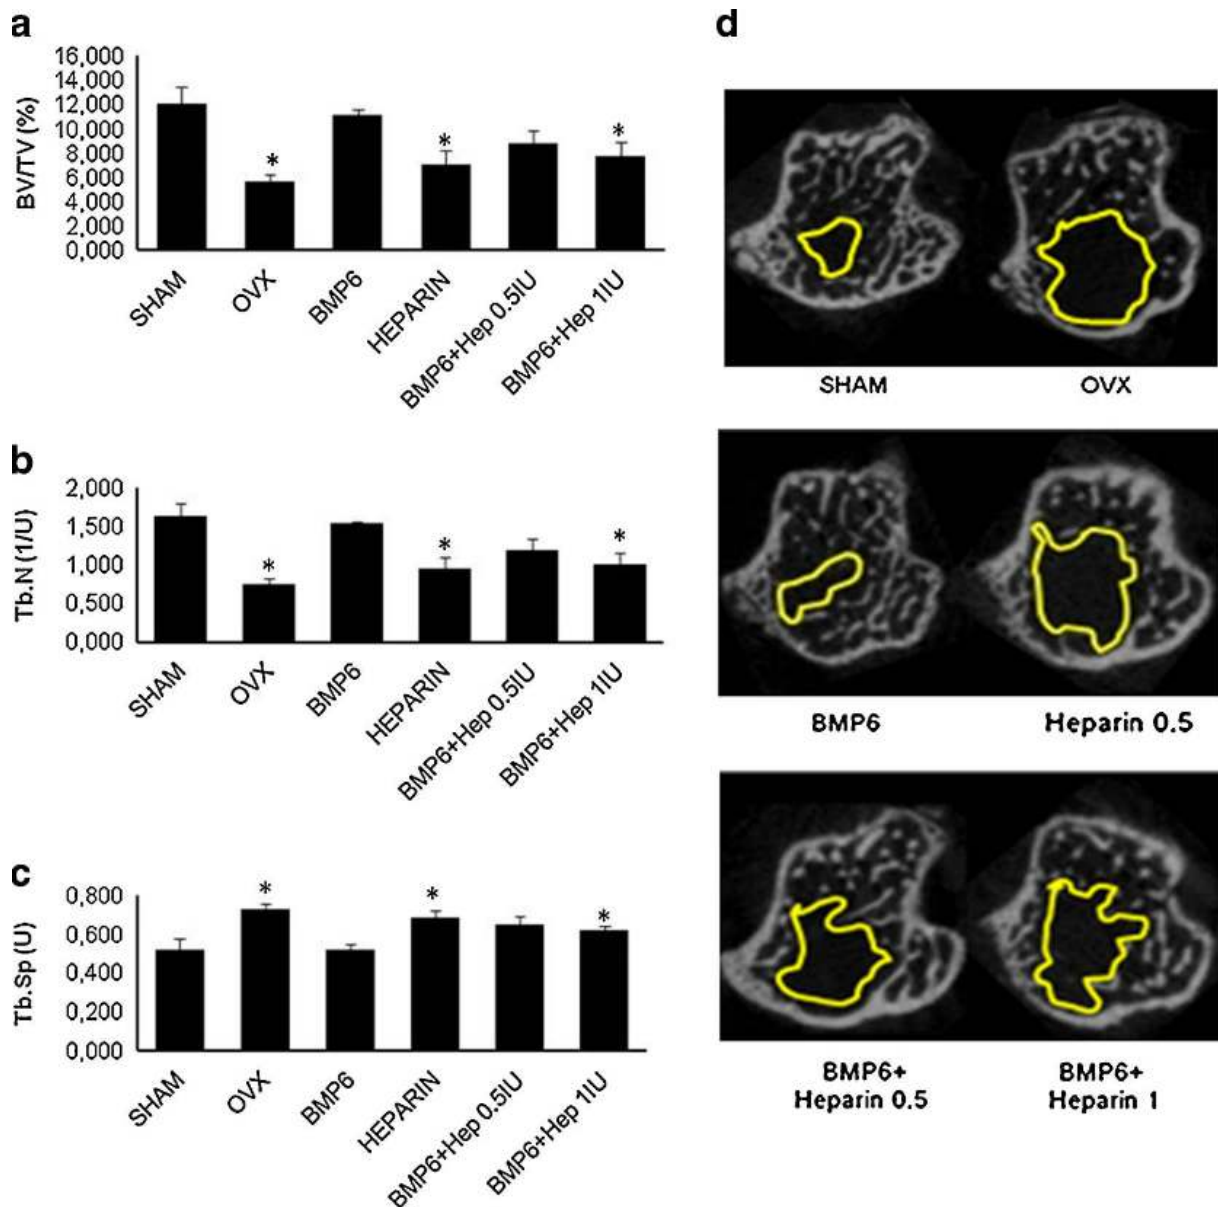 a
BV/TV (%)
16,000
14,000
12,000
10,000
8,000
6,000
4,000
2,000
0,000
*
*
*
SHAM
OVX
BMP6
HEPARIN
BMP6+Hep 0.5IU
BMP6+Hep 1IU
b
Tb.N (1/U)
2,000
1,500
1,000
0,500
0,000
*
*
*
SHAM
OVX
BMP6
HEPARIN
BMP6+Hep 0.5IU
BMP6+Hep 1IU
c
Tb.Sp (U)
0,800
0,600
0,400
0,200
0,000
*
*
*
SHAM
OVX
BMP6
HEPARIN
BMP6+Hep 0.5IU
BMP6+Hep 1IU
d
SHAM
OVX
BMP6
Heparin 0.5
BMP6+
Heparin 0.5
BMP6+
Heparin 1